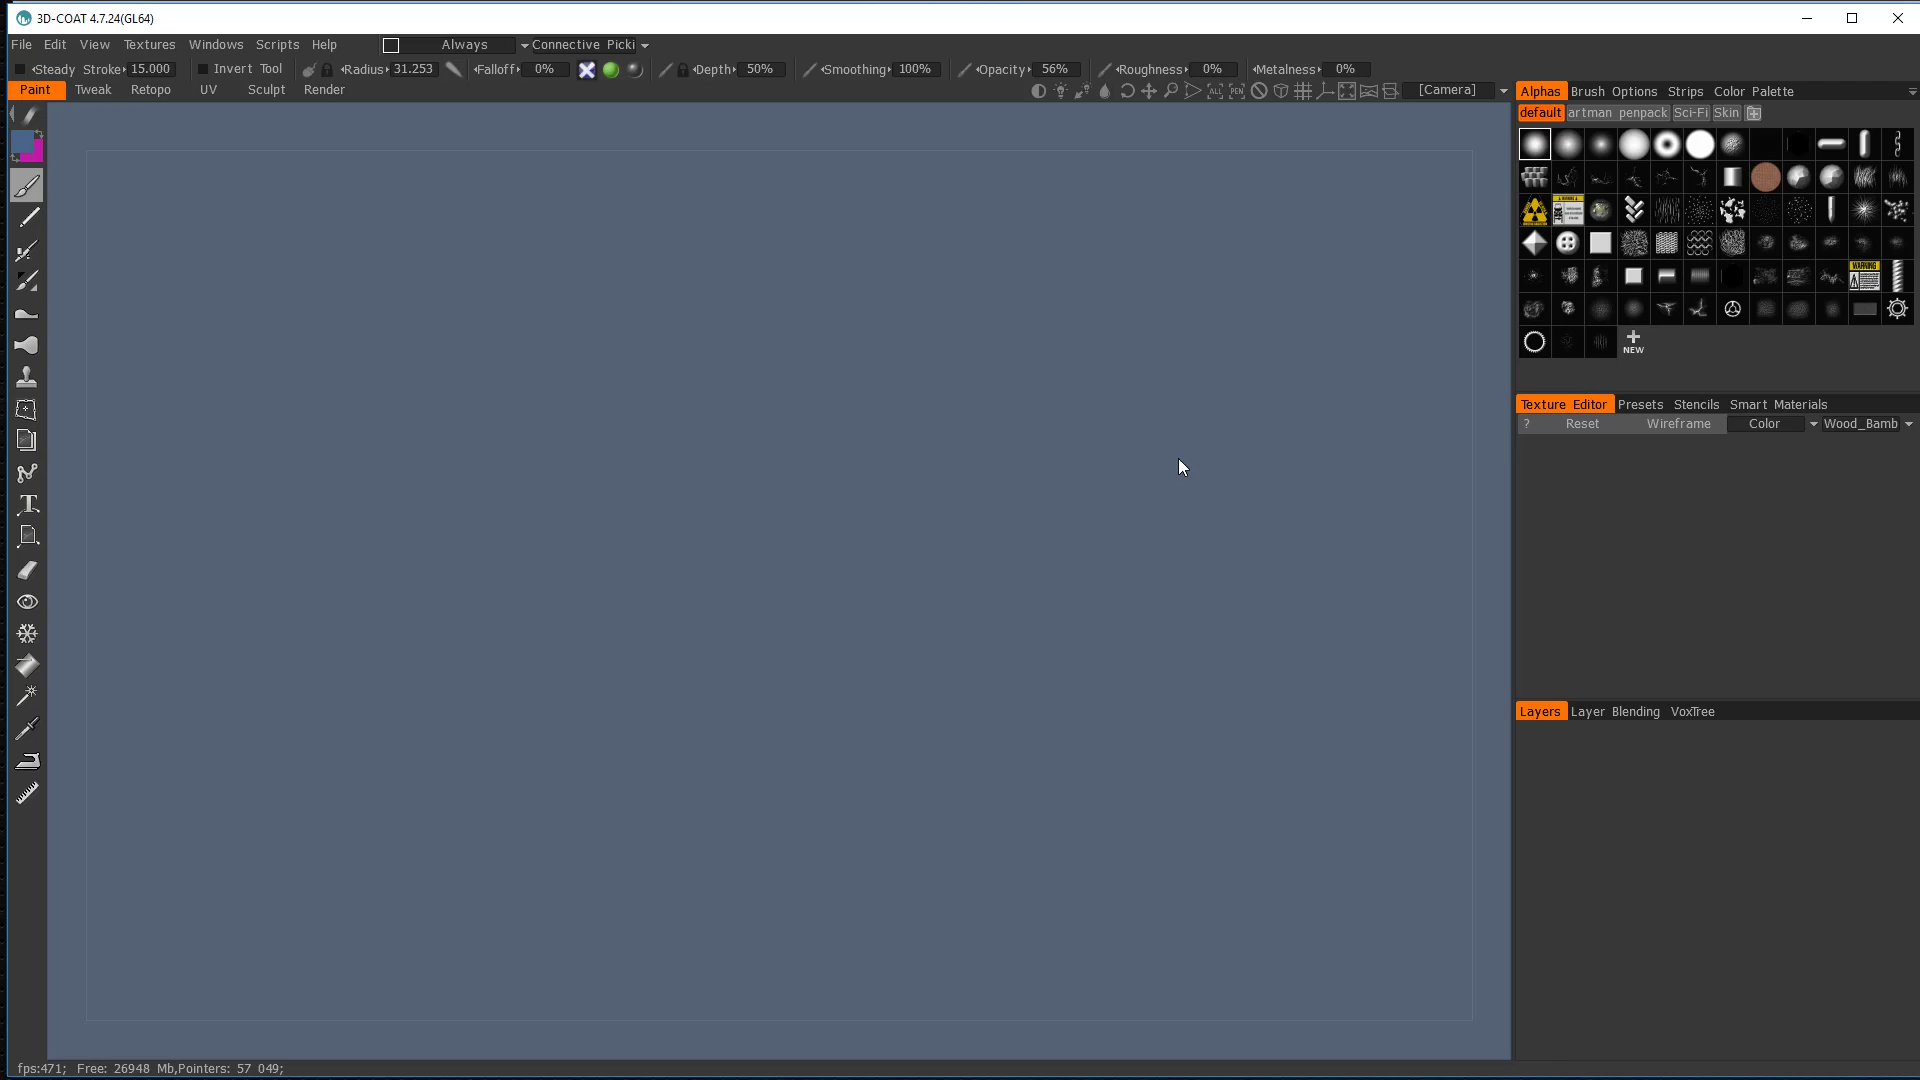 3D-COAT 4.7.24(GL64)
File Edit View Textures Windows Scripts Help Always Connective Picki
Steady Stroke 15.000 Invert Tool Radius 31.253 Falloff 0% Depth 50% Smoothing 100% Opacity 56% Roughness 0% Metalness 0%
Paint Tweak Retopo UV Sculpt Render ALL PEN [Camera]
Alphas Brush Options Strips Color Palette
default artman penpack Sci-Fi Skin
WARNING
NEW
Texture Editor Presets Stencils Smart Materials
? Reset Wireframe Color Wood_Bamb
Layers Layer Blending VoxTree
fps:471; Free: 26948 Mb,Pointers: 57 049;